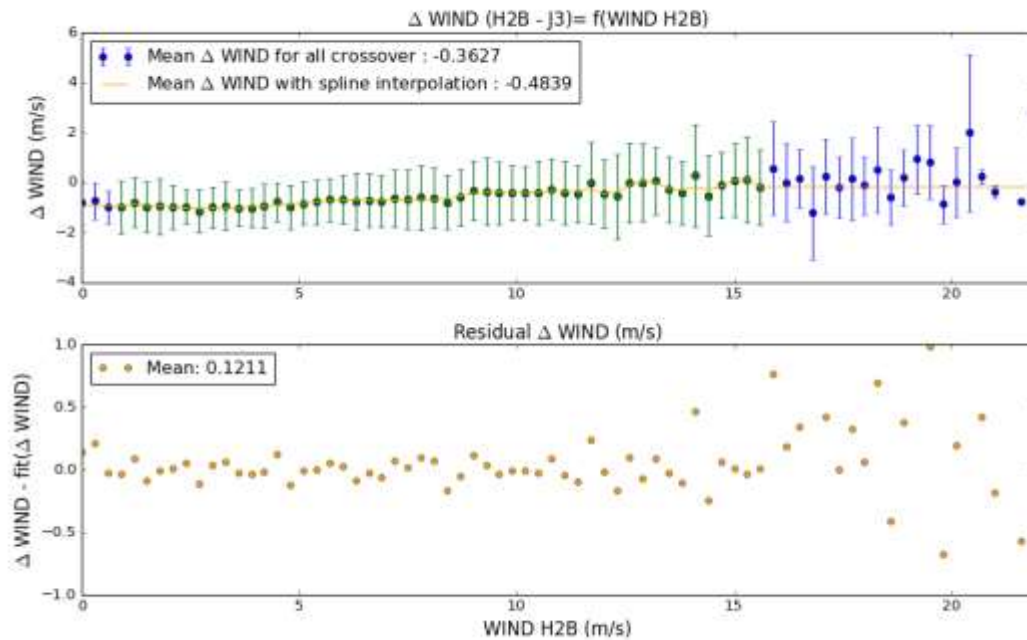 Δ WIND (H2B - J3)= f(WIND H2B)
6
4
2
0
−2
−4
Δ WIND (m/s)
Mean Δ WIND for all crossover : -0.3627
Mean Δ WIND with spline interpolation : -0.4839
0 5 10 15 20
Residual Δ WIND (m/s)
1.0
0.5
0.0
−0.5
−1.0
Δ WIND - fit(Δ WIND)
Mean: 0.1211
0 5 10 15 20
WIND H2B (m/s)